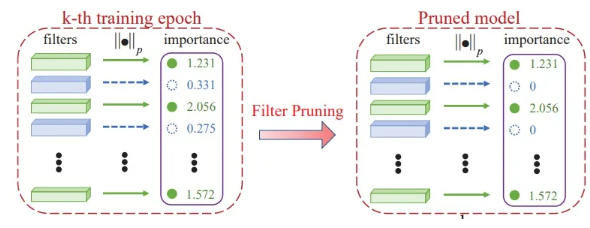 k-th training epoch
filters ||●||p importance
1.231
0.331
2.056
0.275
1.572
Filter Pruning
Pruned model
filters ||●||p importance
1.231
0
2.056
0
1.572